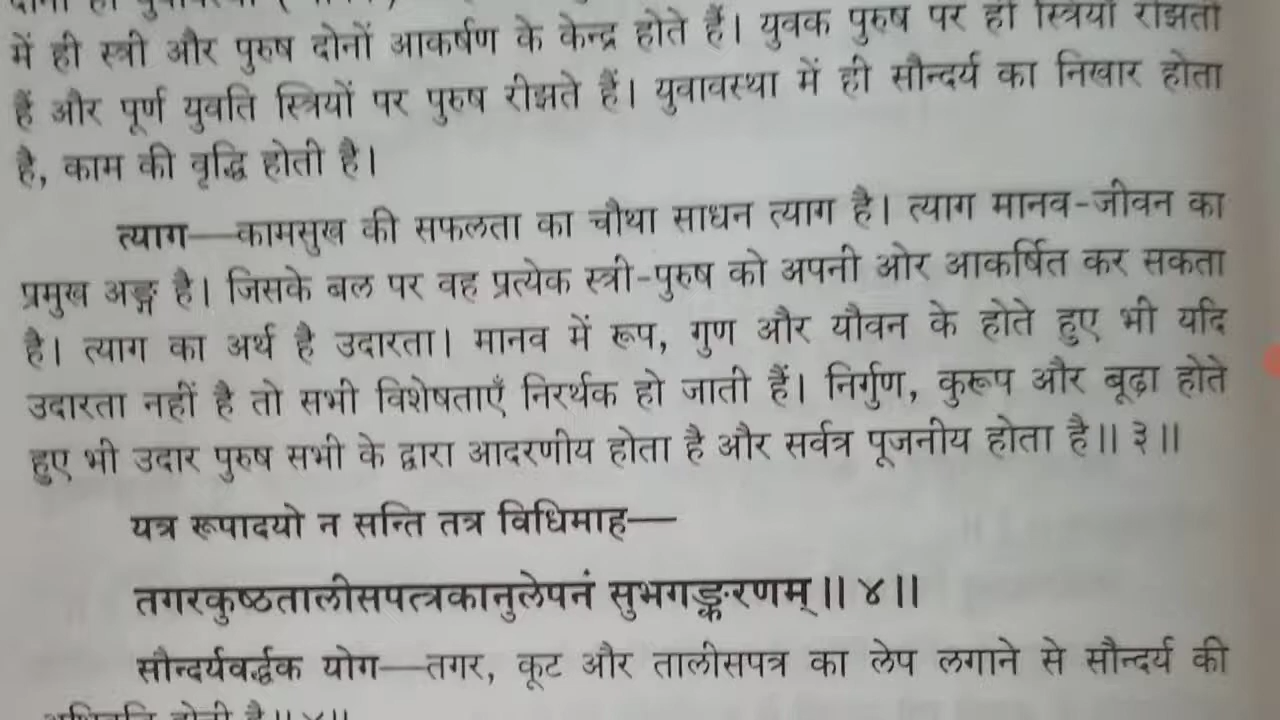 में ही स्त्री और पुरुष दोनों आकर्षण के केन्द्र होते हैं। युवक पुरुष पर ही स्त्रियाँ रीझती
हैं और पूर्ण युवति स्त्रियों पर पुरुष रीझते हैं। युवावस्था में ही सौन्दर्य का निखार होता
है, काम की वृद्धि होती है।
त्याग—कामसुख की सफलता का चौथा साधन त्याग है। त्याग मानव-जीवन का
प्रमुख अङ्ग है। जिसके बल पर वह प्रत्येक स्त्री-पुरुष को अपनी ओर आकर्षित कर सकता
है। त्याग का अर्थ है उदारता। मानव में रूप, गुण और यौवन के होते हुए भी यदि
उदारता नहीं है तो सभी विशेषताएँ निरर्थक हो जाती हैं। निर्गुण, कुरूप और बूढ़ा होते
हुए भी उदार पुरुष सभी के द्वारा आदरणीय होता है और सर्वत्र पूजनीय होता है॥ ३॥
यत्र रूपादयो न सन्ति तत्र विधिमाह—
तगरकुष्ठतालीसपत्त्रकानुलेपनं सुभगङ्करणम्॥ ४॥
सौन्दर्यवर्द्धक योग—तगर, कूट और तालीसपत्र का लेप लगाने से सौन्दर्य की